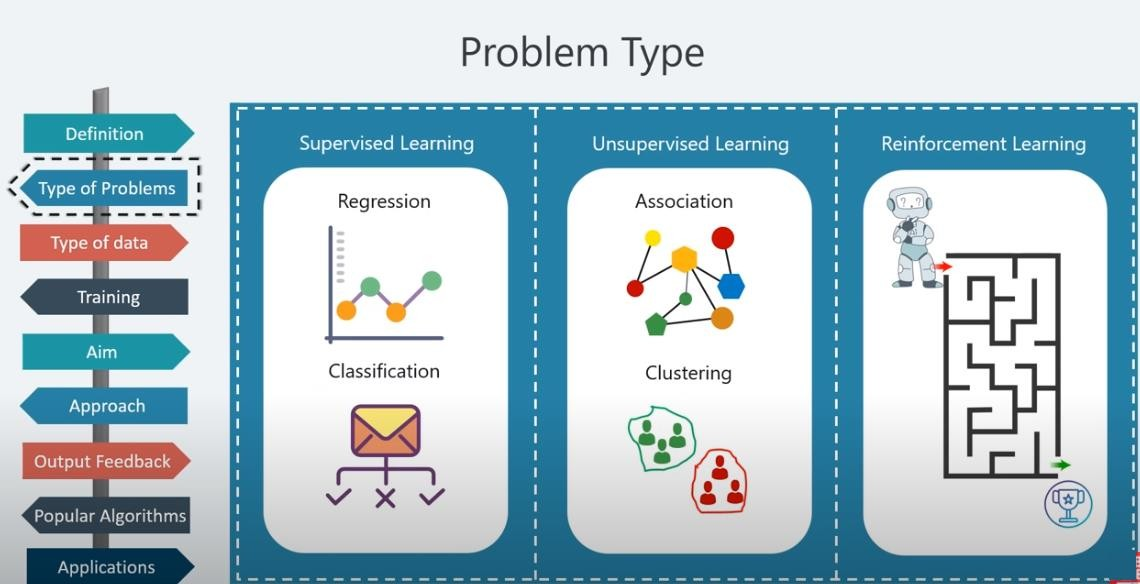 Problem Type
Definition
Type of Problems
Type of data
Training
Aim
Approach
Output Feedback
Popular Algorithms
Applications
Supervised Learning
Regression
Classification
Unsupervised Learning
Association
Clustering
Reinforcement Learning
? ?